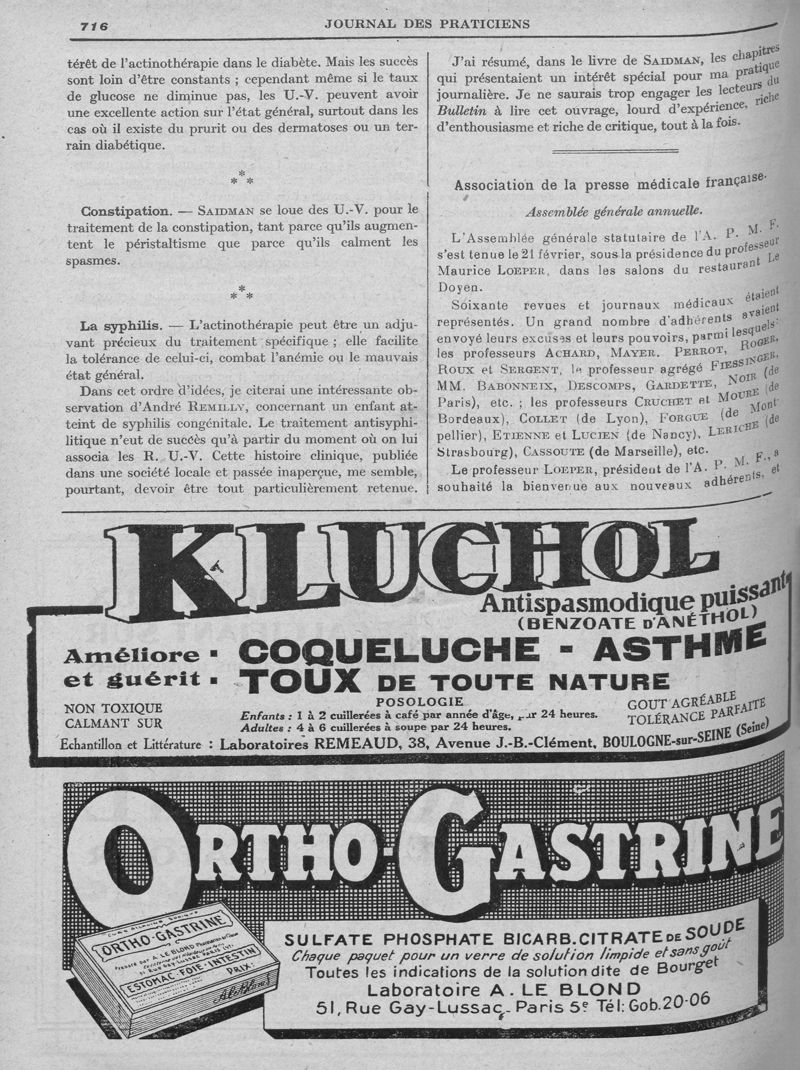 716
JOURNAL DES PRATICIENS
térêt de l'actinothérapie dans le diabète. Mais les succès
sont loin d'être constants ; cependant même si le taux
de glucose ne diminue pas, les U.-V. peuvent avoir
une excellente action sur l'état général, surtout dans les
cas où il existe du prurit ou des dermatoses ou un ter-
rain diabétique.
* * *
Constipation. — SAIDMAN se loue des U.-V. pour le
traitement de la constipation, tant parce qu'ils augmen-
tent le péristaltisme que parce qu'ils calment les
spasmes.
* * *
La syphilis. — L'actinothérapie peut être un adju-
vant précieux du traitement spécifique ; elle facilite
la tolérance de celui-ci, combat l'anémie ou le mauvais
état général.
Dans cet ordre d'idées, je citerai une intéressante ob-
servation d'André REMILLY, concernant un enfant at-
teint de syphilis congénitale. Le traitement antisyphi-
litique n'eut de succès qu'à partir du moment où on lui
associa les R. U.-V. Cette histoire clinique, publiée
dans une société locale et passée inaperçue, me semble,
pourtant, devoir être tout particulièrement retenue.
J'ai résumé, dans le livre de SAIDMAN, les chapitres
qui présentaient un intérêt spécial pour ma pratique
journalière. Je ne saurais trop engager les lecteurs du
Bulletin à lire cet ouvrage, lourd d'expérience, riche
d'enthousiasme et riche de critique, tout à la fois.
Association de la presse médicale française.
Assemblée générale annuelle.
L'Assemblée générale statutaire de l'A. P. M. F.
s'est tenue le 21 février, sous la présidence du professeur
Maurice LOEPER, dans les salons du restaurant Le
Doyen.
Soixante revues et journaux médicaux étaient
représentés. Un grand nombre d'adhérents avaient
envoyé leurs excuses et leurs pouvoirs, parmi lesquels:
les professeurs ACHARD, MAYER. PERROT, ROGER,
ROUX et SERGENT, le professeur agrégé FIESSINGER,
MM. BABONNEIX, DESCOMPS, GARDETTE, NOIR (de
Paris), etc. ; les professeurs CRUCHET et MOURE (de
Bordeaux), COLLET (de Lyon), FORGUE (de Mont-
pellier), ETIENNE et LUCIEN (de Nancy), LERICHE (de
Strasbourg), CASSOUTE (de Marseille), etc.
Le professeur LOEPER, président de l'A. P. M. F., a
souhaité la bienvenue aux nouveaux adhérents, et
KLUCHOL
Antispasmodique puissant
(BENZOATE D'ANÉTHOL)
Améliore · COQUELUCHE - ASTHME
et guérit · TOUX DE TOUTE NATURE
NON TOXIQUE
CALMANT SUR
POSOLOGIE
Enfants : 1 à 2 cuillerées à café par année d'âge, par 24 heures.
Adultes : 4 à 6 cuillerées à soupe par 24 heures.
GOUT AGRÉABLE
TOLÉRANCE PARFAITE
Echantillon et Littérature : Laboratoires REMEAUD, 38, Avenue J.-B.-Clément, BOULOGNE-sur-SEINE (Seine)
ORTHO-GASTRINE
ORTHO-GASTRINE
Préparé par A. LE BLOND
51 RUE GAY LUSSAC PARIS
ESTOMAC-FOIE-INTESTIN
PRIX:
SULFATE PHOSPHATE BICARB. CITRATE DE SOUDE
Chaque paquet pour un verre de solution limpide et sans goût
Toutes les indications de la solution dite de Bourget
Laboratoire A. LE BLOND
51, Rue Gay-Lussac - Paris 5e Tél: Gob. 20-06